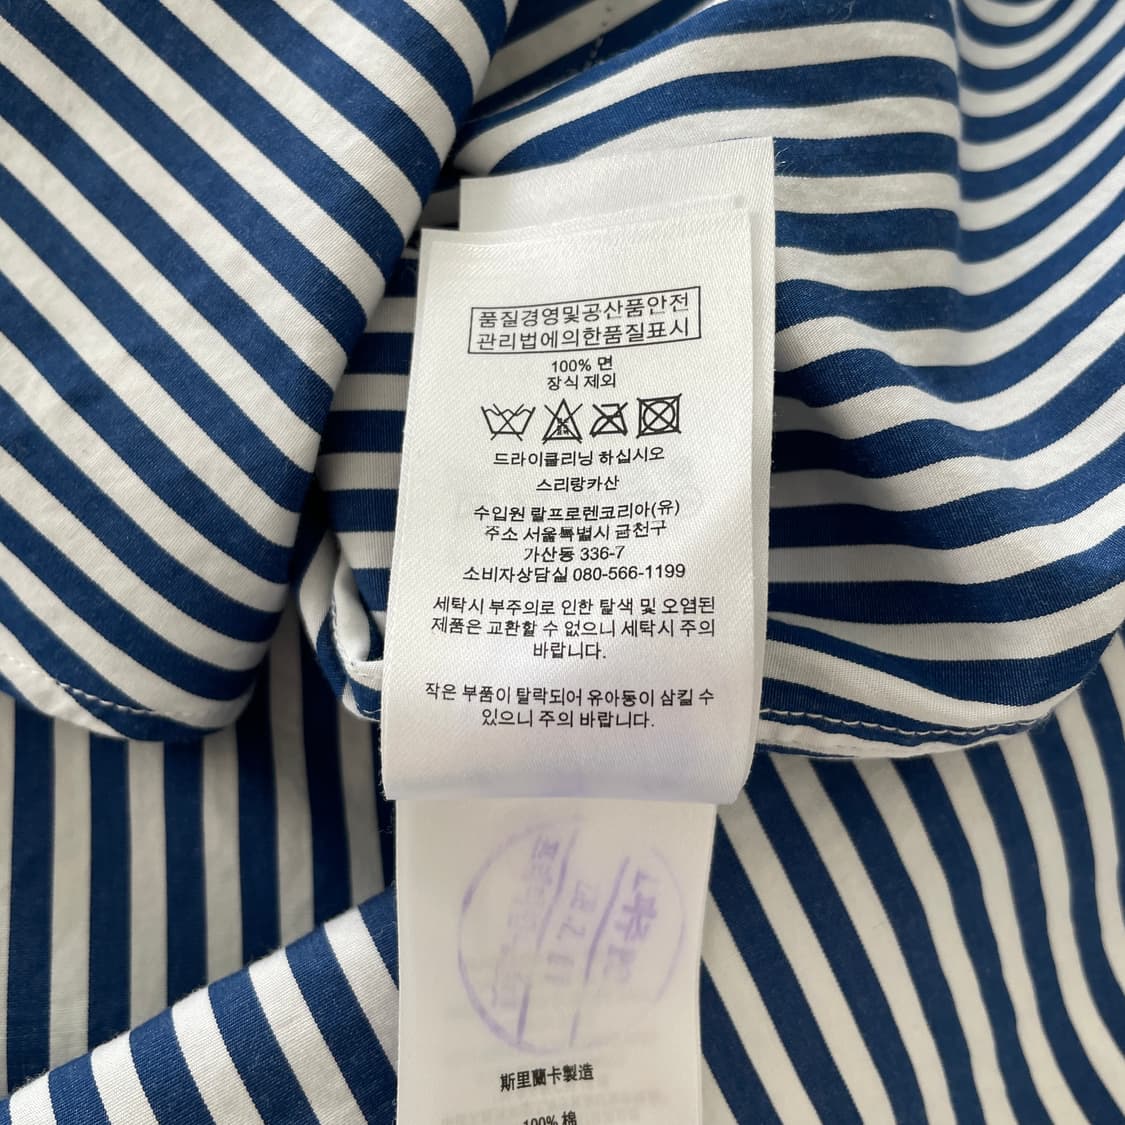 품질경영및공산품안전
관리법에의한품질표시
100% 면
장식 제외
드라이클리닝 하십시오
스리랑카산
수입원 랄프로렌코리아(유)
주소 서울특별시 금천구
가산동 336-7
소비자상담실 080-566-1199
세탁시 부주의로 인한 탈색 및 오염된
제품은 교환할 수 없으니 세탁시 주의
바랍니다.
작은 부품이 탈락되어 유아동이 삼킬 수
있으니 주의 바랍니다.
斯里蘭卡製造
100% 棉